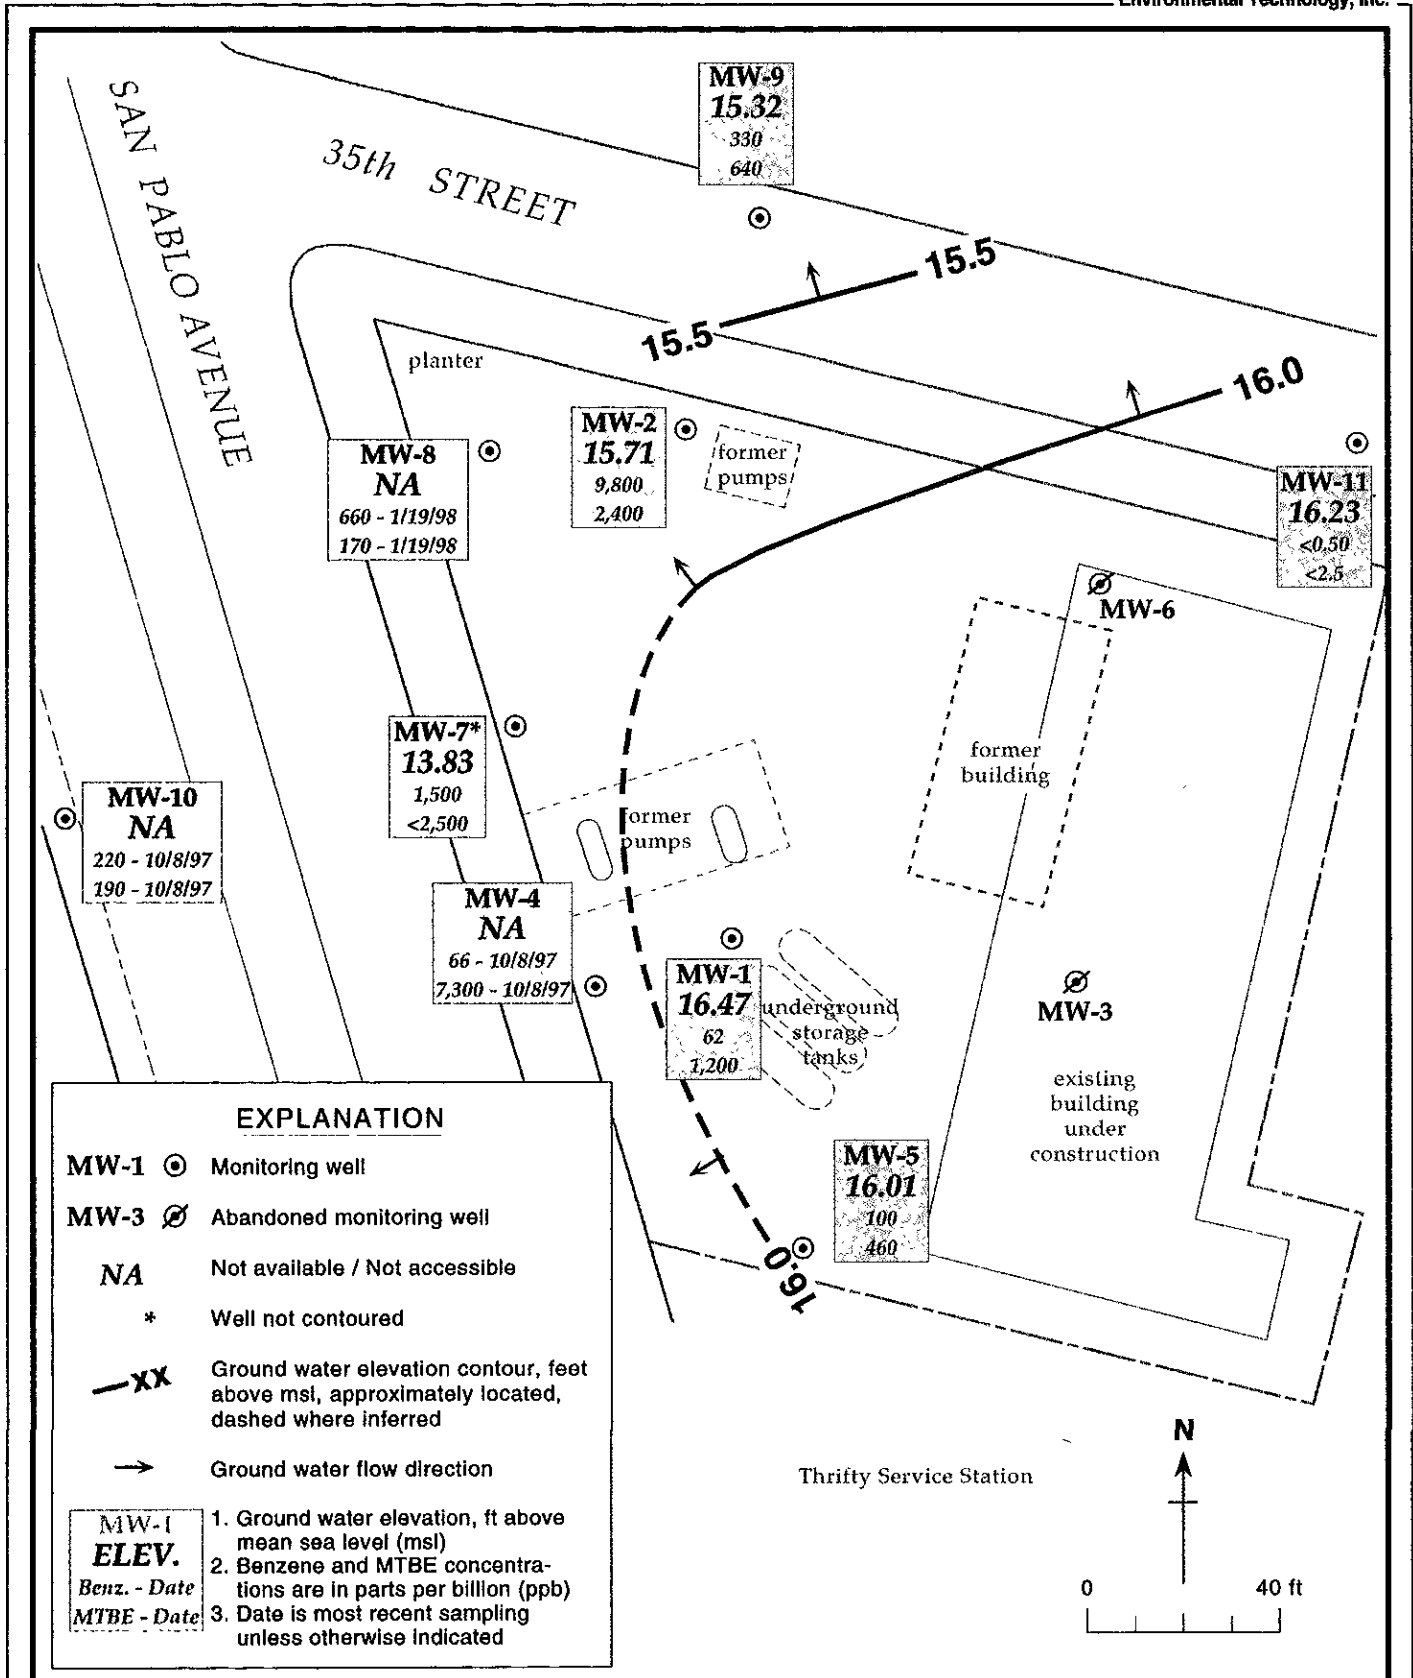 Environmental Technology, Inc.
SAN PABLO AVENUE
35th STREET
MW-9
15.32
330
640
15.5
15.5
planter
16.0
MW-8
NA
660 - 1/19/98
170 - 1/19/98
MW-2
15.71
9,800
2,400
former
pumps
MW-11
16.23
<0.50
<2.5
MW-6
MW-7*
13.83
1,500
<2,500
former
building
MW-10
NA
220 - 10/8/97
190 - 10/8/97
former
pumps
MW-4
NA
66 - 10/8/97
7,300 - 10/8/97
MW-1
16.47
62
1,200
underground
storage
tanks
MW-3
existing
building
under
construction
MW-5
16.01
100
460
16.0
EXPLANATION
MW-1 Monitoring well
MW-3 Abandoned monitoring well
NA Not available / Not accessible
* Well not contoured
XX Ground water elevation contour, feet
above msl, approximately located,
dashed where inferred
Ground water flow direction
MW-1
ELEV.
Benz. - Date
MTBE - Date
1. Ground water elevation, ft above
mean sea level (msl)
2. Benzene and MTBE concentra-
tions are in parts per billion (ppb)
3. Date is most recent sampling
unless otherwise indicated
Thrifty Service Station
N
0 40 ft